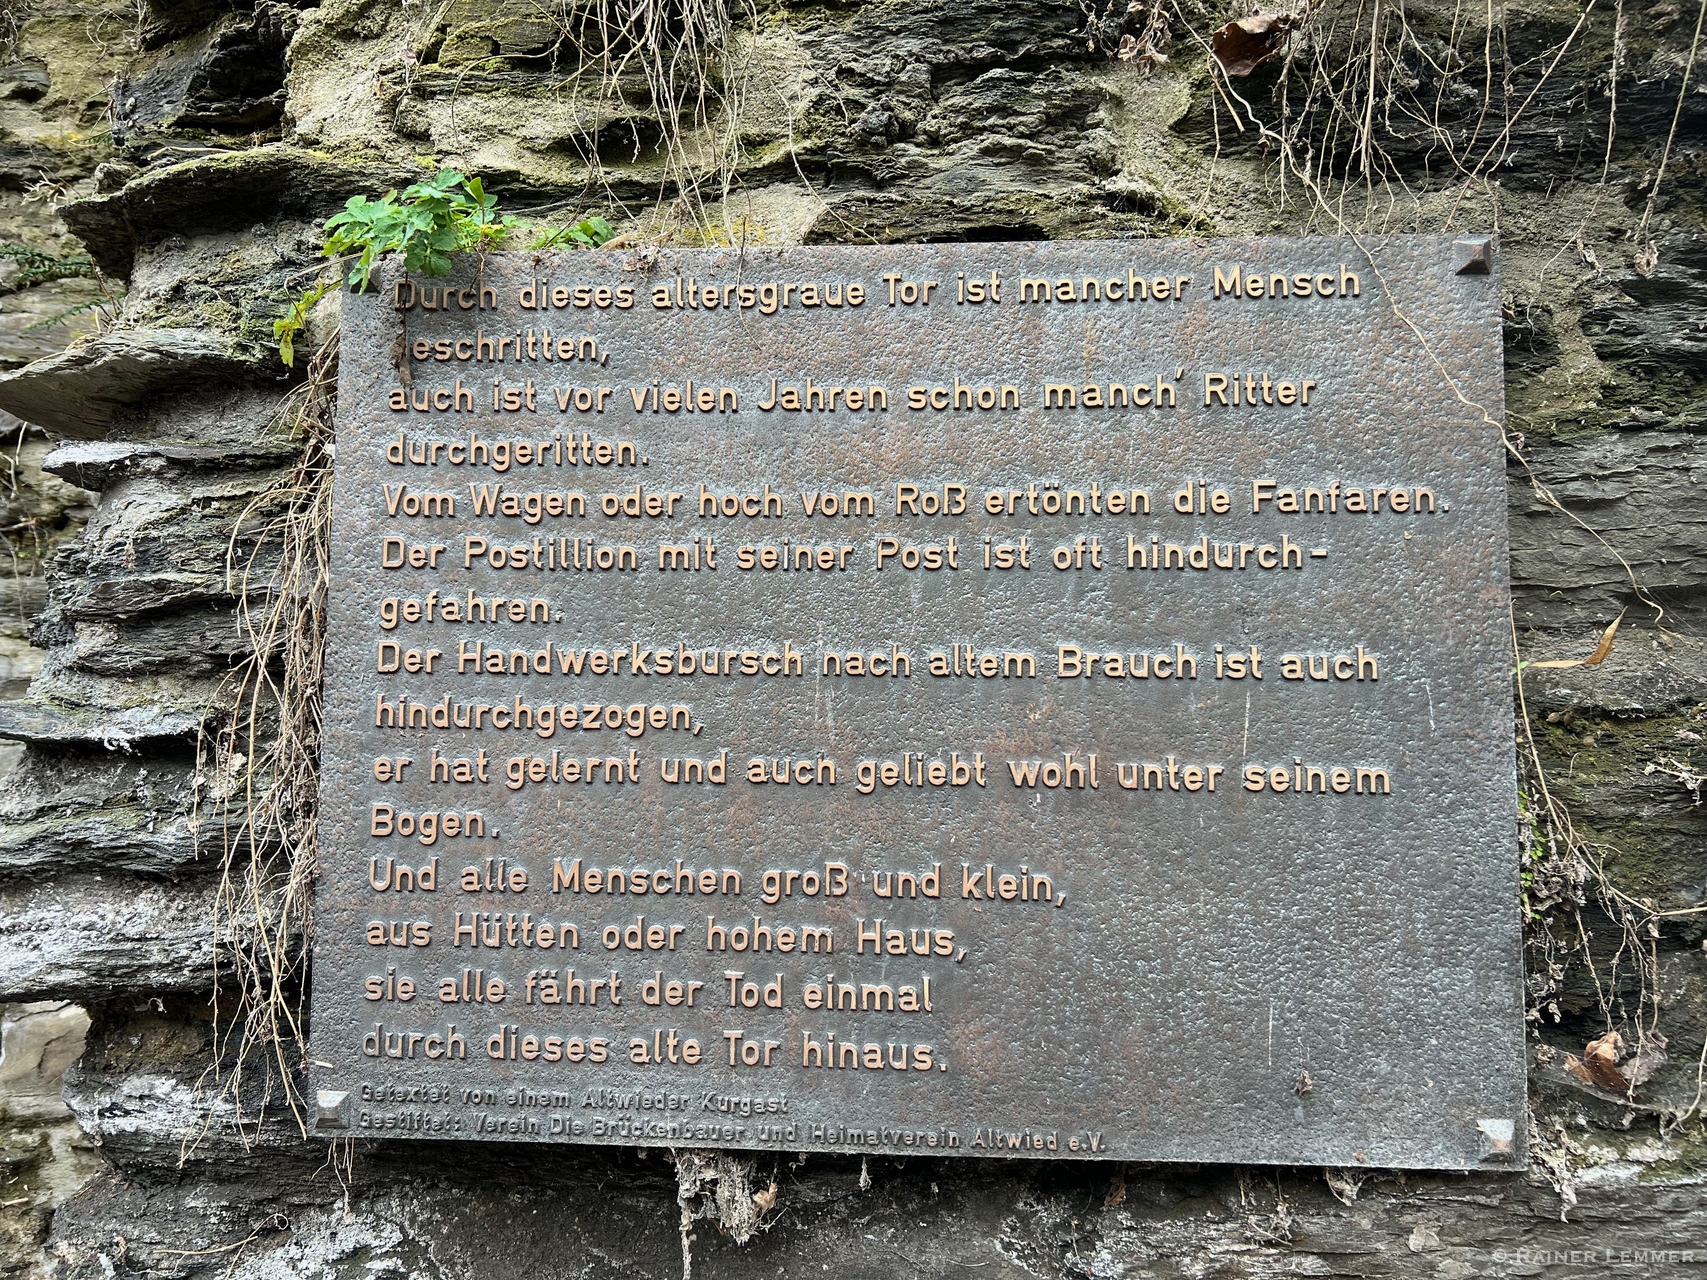 Durch dieses altersgraue Tor ist mancher Mensch
geschritten,
auch ist vor vielen Jahren schon manch' Ritter
durchgeritten.
Vom Wagen oder hoch vom Roß ertönten die Fanfaren.
Der Postillion mit seiner Post ist oft hindurch-
gefahren.
Der Handwerksbursch nach altem Brauch ist auch
hindurchgezogen,
er hat gelernt und auch geliebt wohl unter seinem
Bogen.
Und alle Menschen groß und klein,
aus Hütten oder hohem Haus,
sie alle fährt der Tod einmal
durch dieses alte Tor hinaus.
Getextet von einem Altwieder Kurgast
Gestiftet: Verein Die Brückenbauer und Heimatverein Altwied e.V.
© Rainer Lemmer